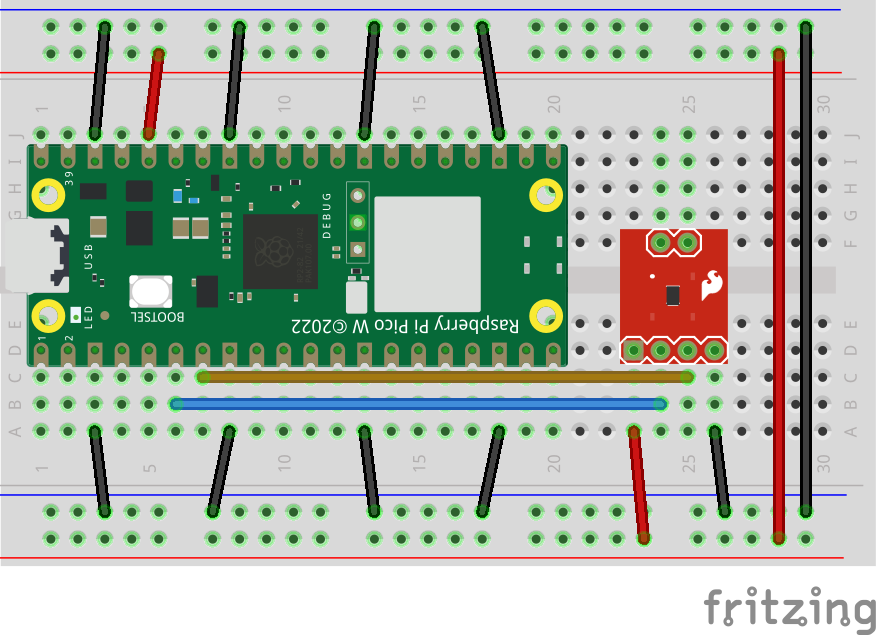 1 10 15 20 25 30
J J
I I
H H
G G
F F
39
USB
DEBUG
BOOTSEL
LED
Raspberry Pi Pico W ©2022
1
2
E E
D D
C C
B B
A A
1 5 10 15 20 25 30
fritzing